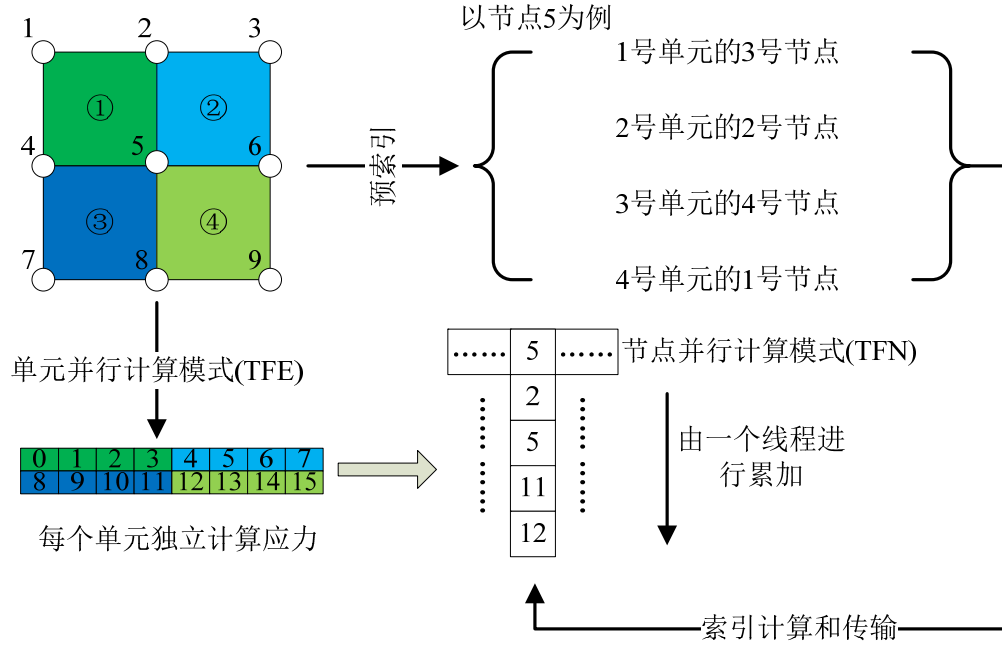 1 2 3
① ②
4 5 6
③ ④
7 8 9
预索引
以节点5为例
1号单元的3号节点
2号单元的2号节点
3号单元的4号节点
4号单元的1号节点
单元并行计算模式(TFE)
0 1 2 3 4 5 6 7
8 9 10 11 12 13 14 15
每个单元独立计算应力
…… 5 ……
2
5
11
12
节点并行计算模式(TFN)
由一个线程进
行累加
索引计算和传输